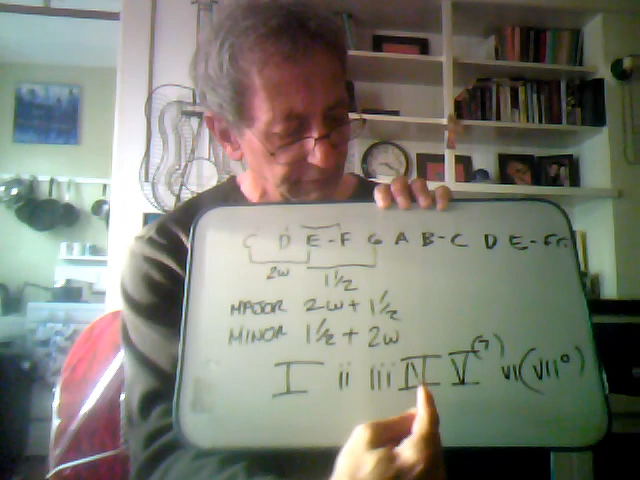 C D E-F G A B-C D E-F
2W 1½
MAJOR 2W + 1½
MINOR 1½ + 2W
I ii iii IV V(7) vi (vii°)